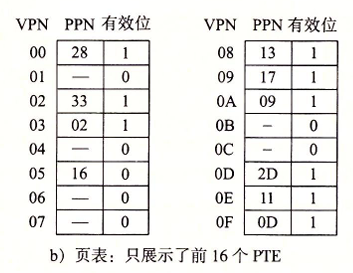 VPN PPN 有效位 VPN PPN 有效位
00 28 1 08 13 1
01 — 0 09 17 1
02 33 1 0A 09 1
03 02 1 0B – 0
04 — 0 0C – 0
05 16 0 0D 2D 1
06 — 0 0E 11 1
07 — 0 0F 0D 1
b）页表：只展示了前 16 个 PTE